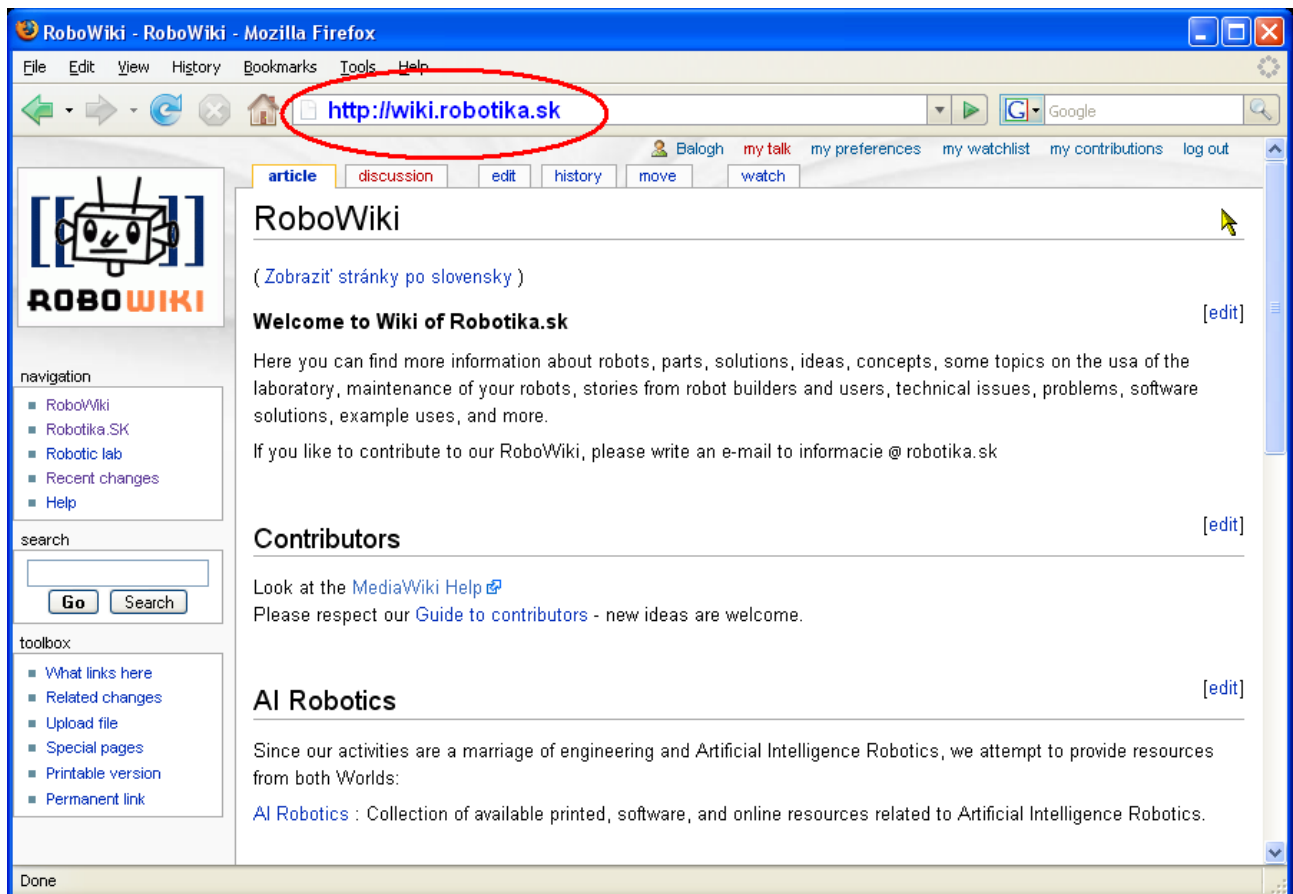 RoboWiki - RoboWiki - Mozilla Firefox
File Edit View History Bookmarks Tools Help
http://wiki.robotika.sk
G Google
Balogh my talk my preferences my watchlist my contributions log out
article discussion edit history move watch
[[ ]]
ROBOWIKI
RoboWiki
( Zobraziť stránky po slovensky )
Welcome to Wiki of Robotika.sk [edit]
Here you can find more information about robots, parts, solutions, ideas, concepts, some topics on the usa of the
laboratory, maintenance of your robots, stories from robot builders and users, technical issues, problems, software
solutions, example uses, and more.
If you like to contribute to our RoboWiki, please write an e-mail to informacie @ robotika.sk
Contributors [edit]
Look at the MediaWiki Help
Please respect our Guide to contributors - new ideas are welcome.
AI Robotics [edit]
Since our activities are a marriage of engineering and Artificial Intelligence Robotics, we attempt to provide resources
from both Worlds:
AI Robotics : Collection of available printed, software, and online resources related to Artificial Intelligence Robotics.
navigation
RoboWiki
Robotika.SK
Robotic lab
Recent changes
Help
search
Go Search
toolbox
What links here
Related changes
Upload file
Special pages
Printable version
Permanent link
Done